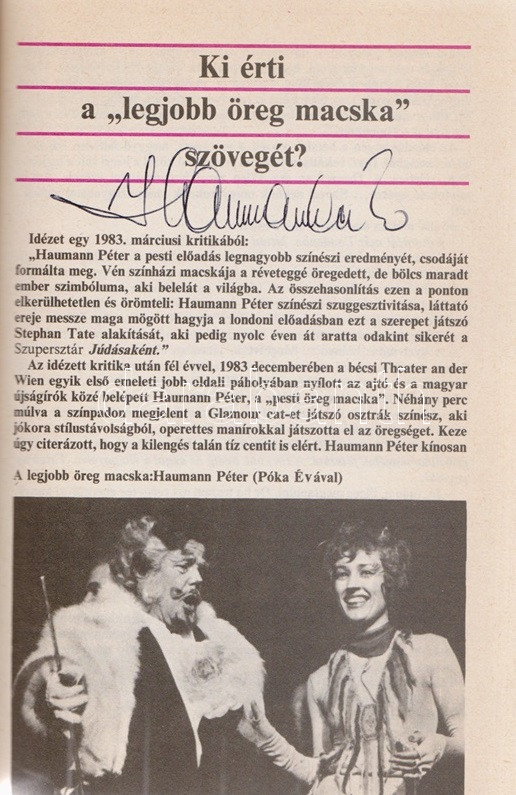 Ki érti
a „legjobb öreg macska”
szövegét?
Idézet egy 1983. márciusi kritikából:
„Haumann Péter a pesti előadás legnagyobb színészi eredményét, csodáját
formálta meg. Vén színházi macskája a réveteggé öregedett, de bölcs maradt
ember szimbóluma, aki belelát a világba. Az összehasonlítás ezen a ponton
elkerülhetetlen és örömteli: Haumann Péter színészi szuggesztivitása, láttató
ereje messze maga mögött hagyja a londoni előadásban ezt a szerepet játszó
Stephan Tate alakítását, aki pedig nyolc éven át aratta odakint sikerét a
Szupersztár Júdásaként.”
Az idézett kritika után fél évvel, 1983 decemberében a bécsi Theater an der
Wien egyik első emeleti jobb oldali páholyában nyílott az ajtó és a magyar
újságírók közé belépett Haumann Péter, a „pesti öreg macska”. Néhány perc
múlva a színpadon megjelent a Glamour cat-et játszó osztrák színész, aki
jókora stílustávolságból, operettes manírokkal játszotta el az öregséget. Keze
úgy citerázott, hogy a kilengés talán tíz centit is elért. Haumann Péter kínosan
A legjobb öreg macska:Haumann Péter (Póka Évával)